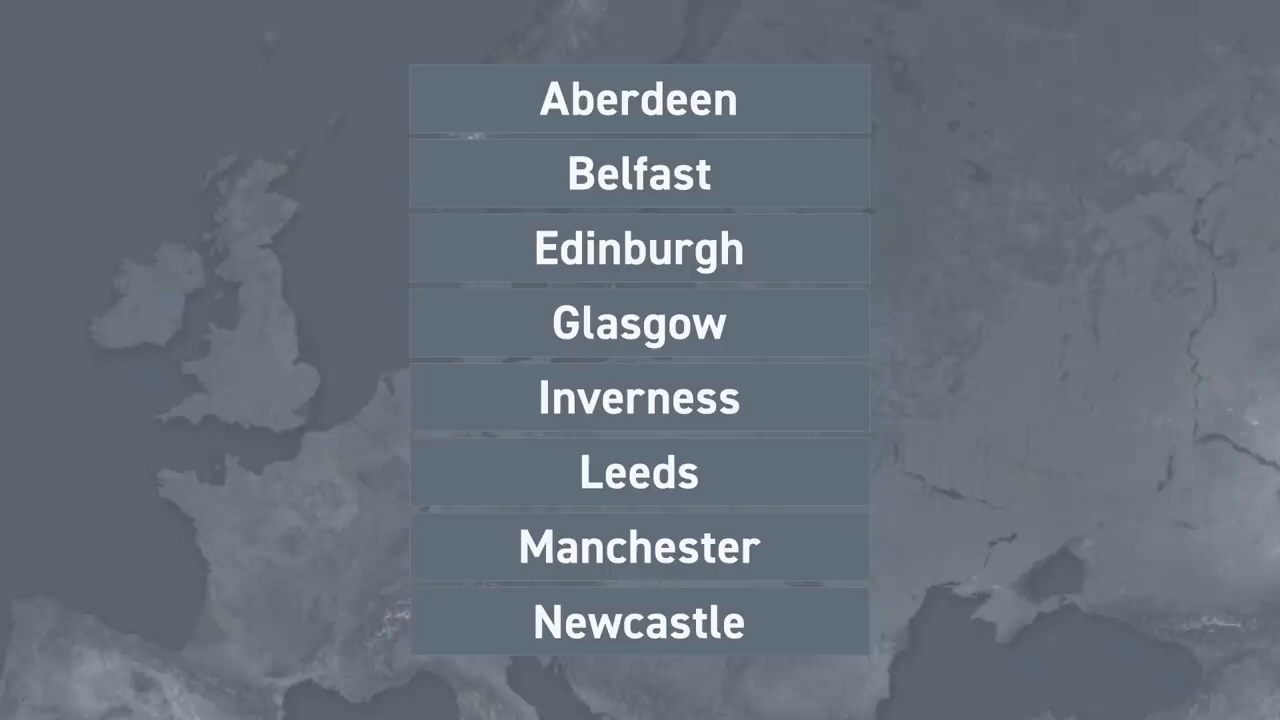 Aberdeen
Belfast
Edinburgh
Glasgow
Inverness
Leeds
Manchester
Newcastle